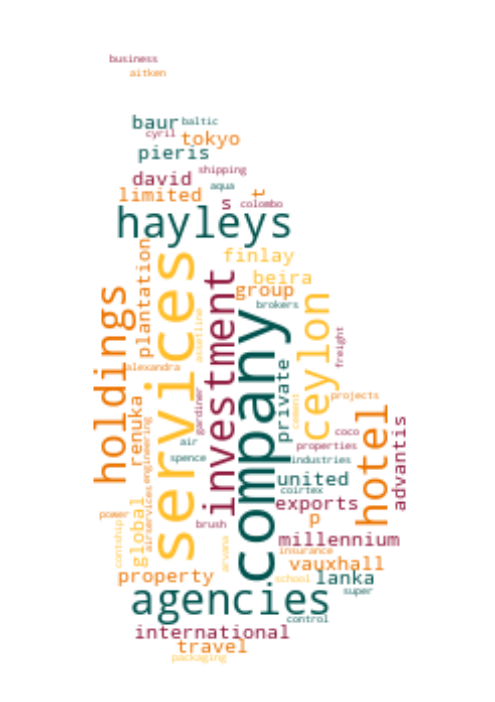 business
aitken
baur baltic
cyril tokyo
pieris
shipping
david aqua
limited s t
colombo
hayleys
finlay
plantation
services
beira
group
holdings
investment
brokers
ceylon
company
assetline
freight
private
alexandra
gardiner
renuka
projects
cement
hotel
advantis
engineering
coco
air
properties
spence
industries
united
coirtex
exports
global
airservices
power
p
contship
brush
millennium
arvana
insurance
vauxhall
property
school lanka
super
agencies
control
international
travel
packaging